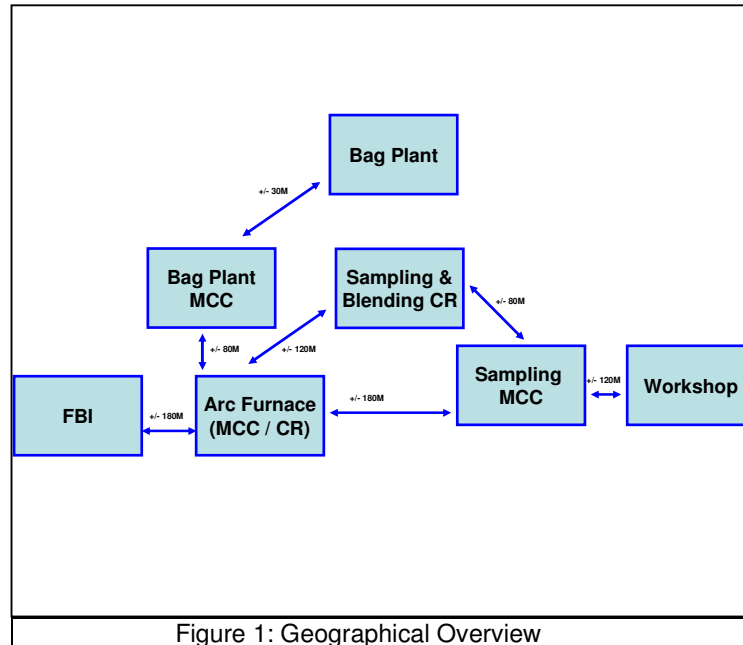 Bag Plant
+/- 30M
Bag Plant
MCC
Sampling &
Blending CR
+/- 80M
+/- 80M
+/- 120M
FBI
+/- 180M
Arc Furnace
(MCC / CR)
+/- 180M
Sampling
MCC
+/- 120M
Workshop
Figure 1: Geographical Overview